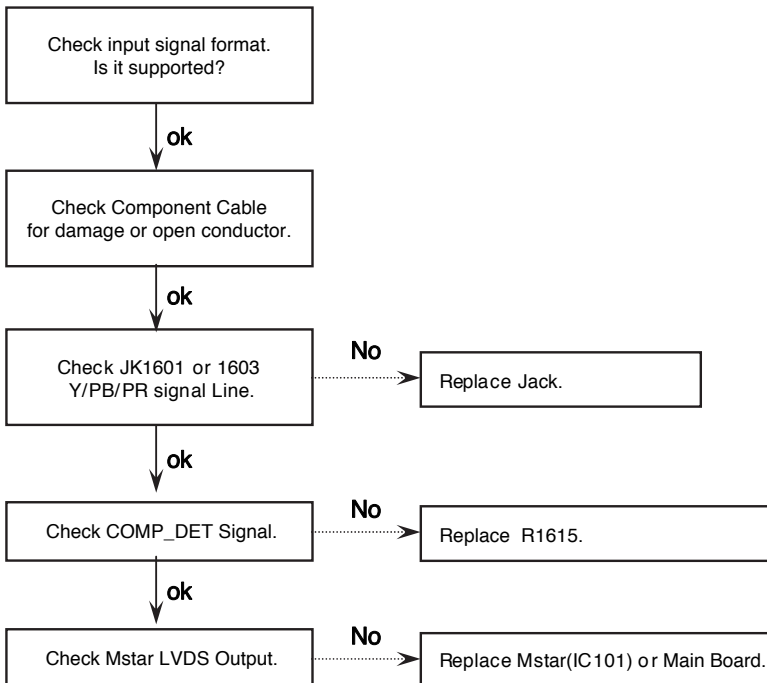 Check input signal format.
Is it supported?
ok
Check Component Cable
for damage or open conductor.
ok
Check JK1601 or 1603
Y/PB/PR signal Line.
No
Replace Jack.
ok
Check COMP_DET Signal.
No
Replace R1615.
ok
Check Mstar LVDS Output.
No
Replace Mstar(IC101) or Main Board.